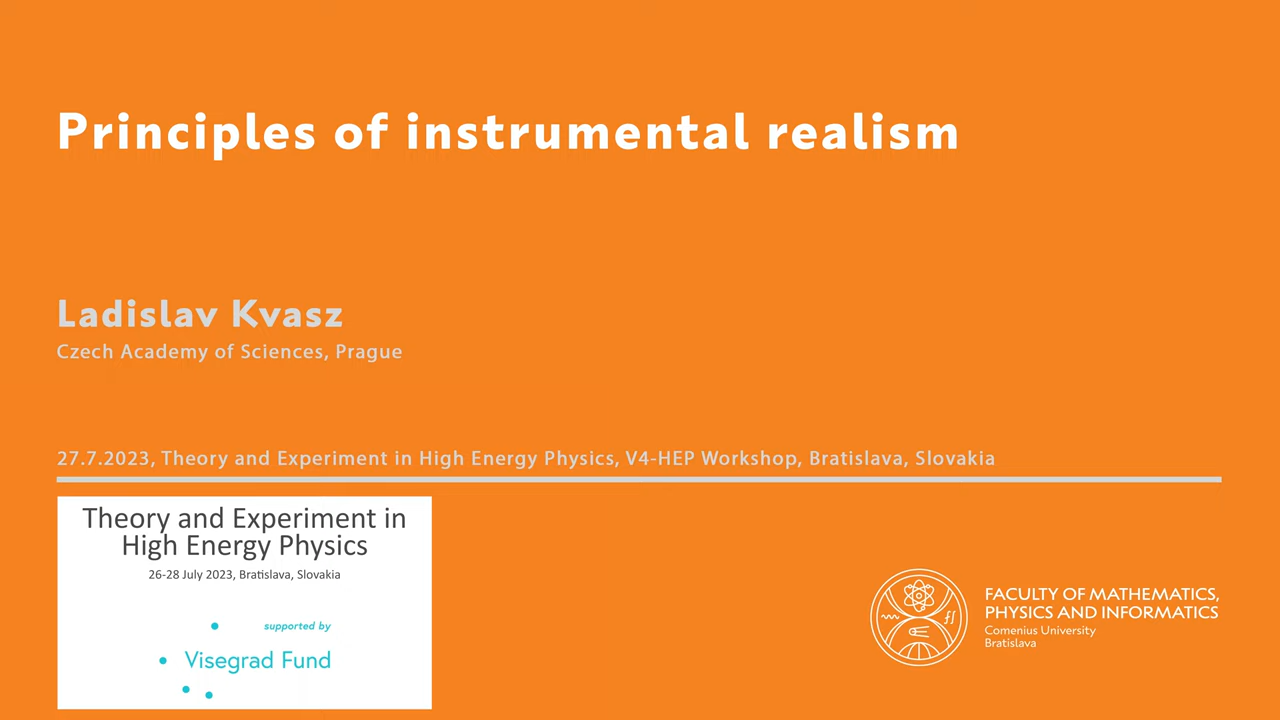 Principles of instrumental realism
Ladislav Kvasz
Czech Academy of Sciences, Prague
27.7.2023, Theory and Experiment in High Energy Physics, V4-HEP Workshop, Bratislava, Slovakia
Theory and Experiment in
High Energy Physics
26-28 July 2023, Bratislava, Slovakia
supported by
Visegrad Fund
FACULTY OF MATHEMATICS,
PHYSICS AND INFORMATICS
Comenius University
Bratislava